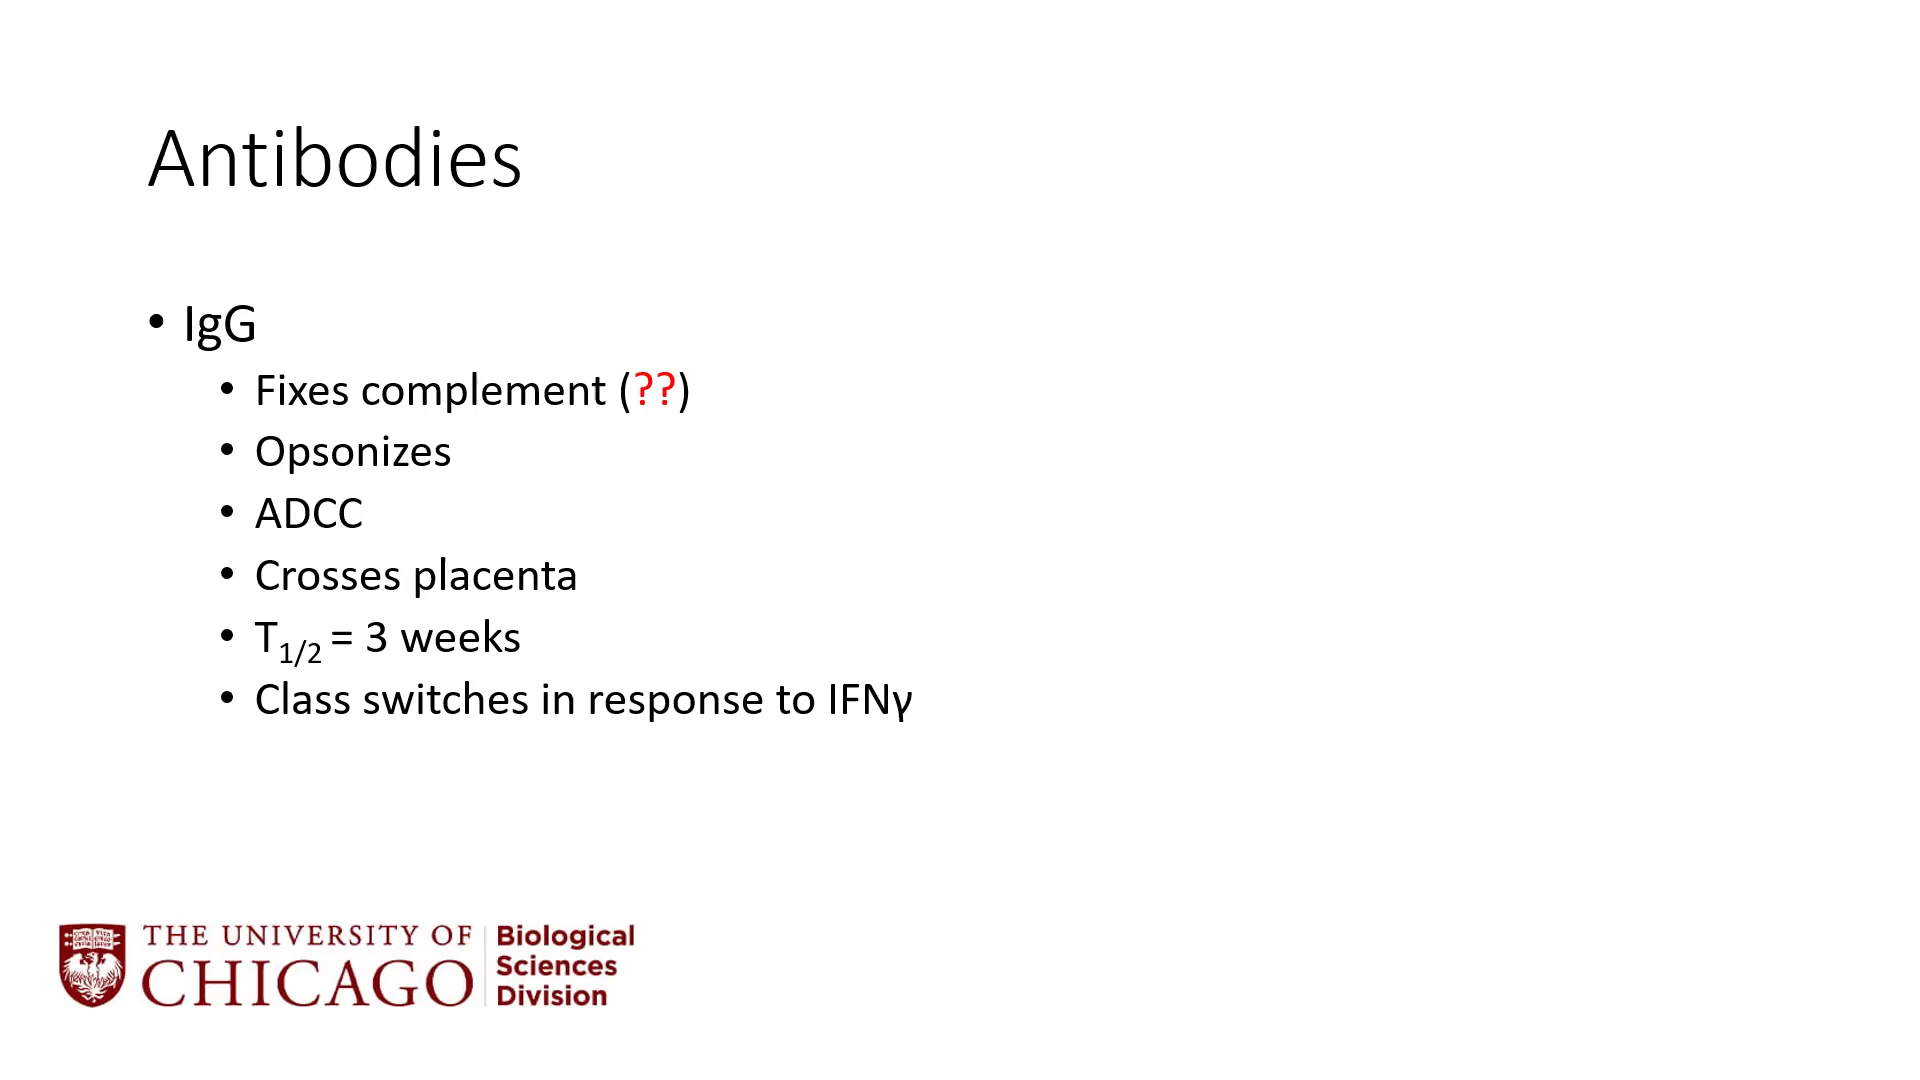 Antibodies
• IgG
• Fixes complement (??)
• Opsonizes
• ADCC
• Crosses placenta
• T1/2 = 3 weeks
• Class switches in response to IFNγ
THE UNIVERSITY OF
CHICAGO
Biological
Sciences
Division